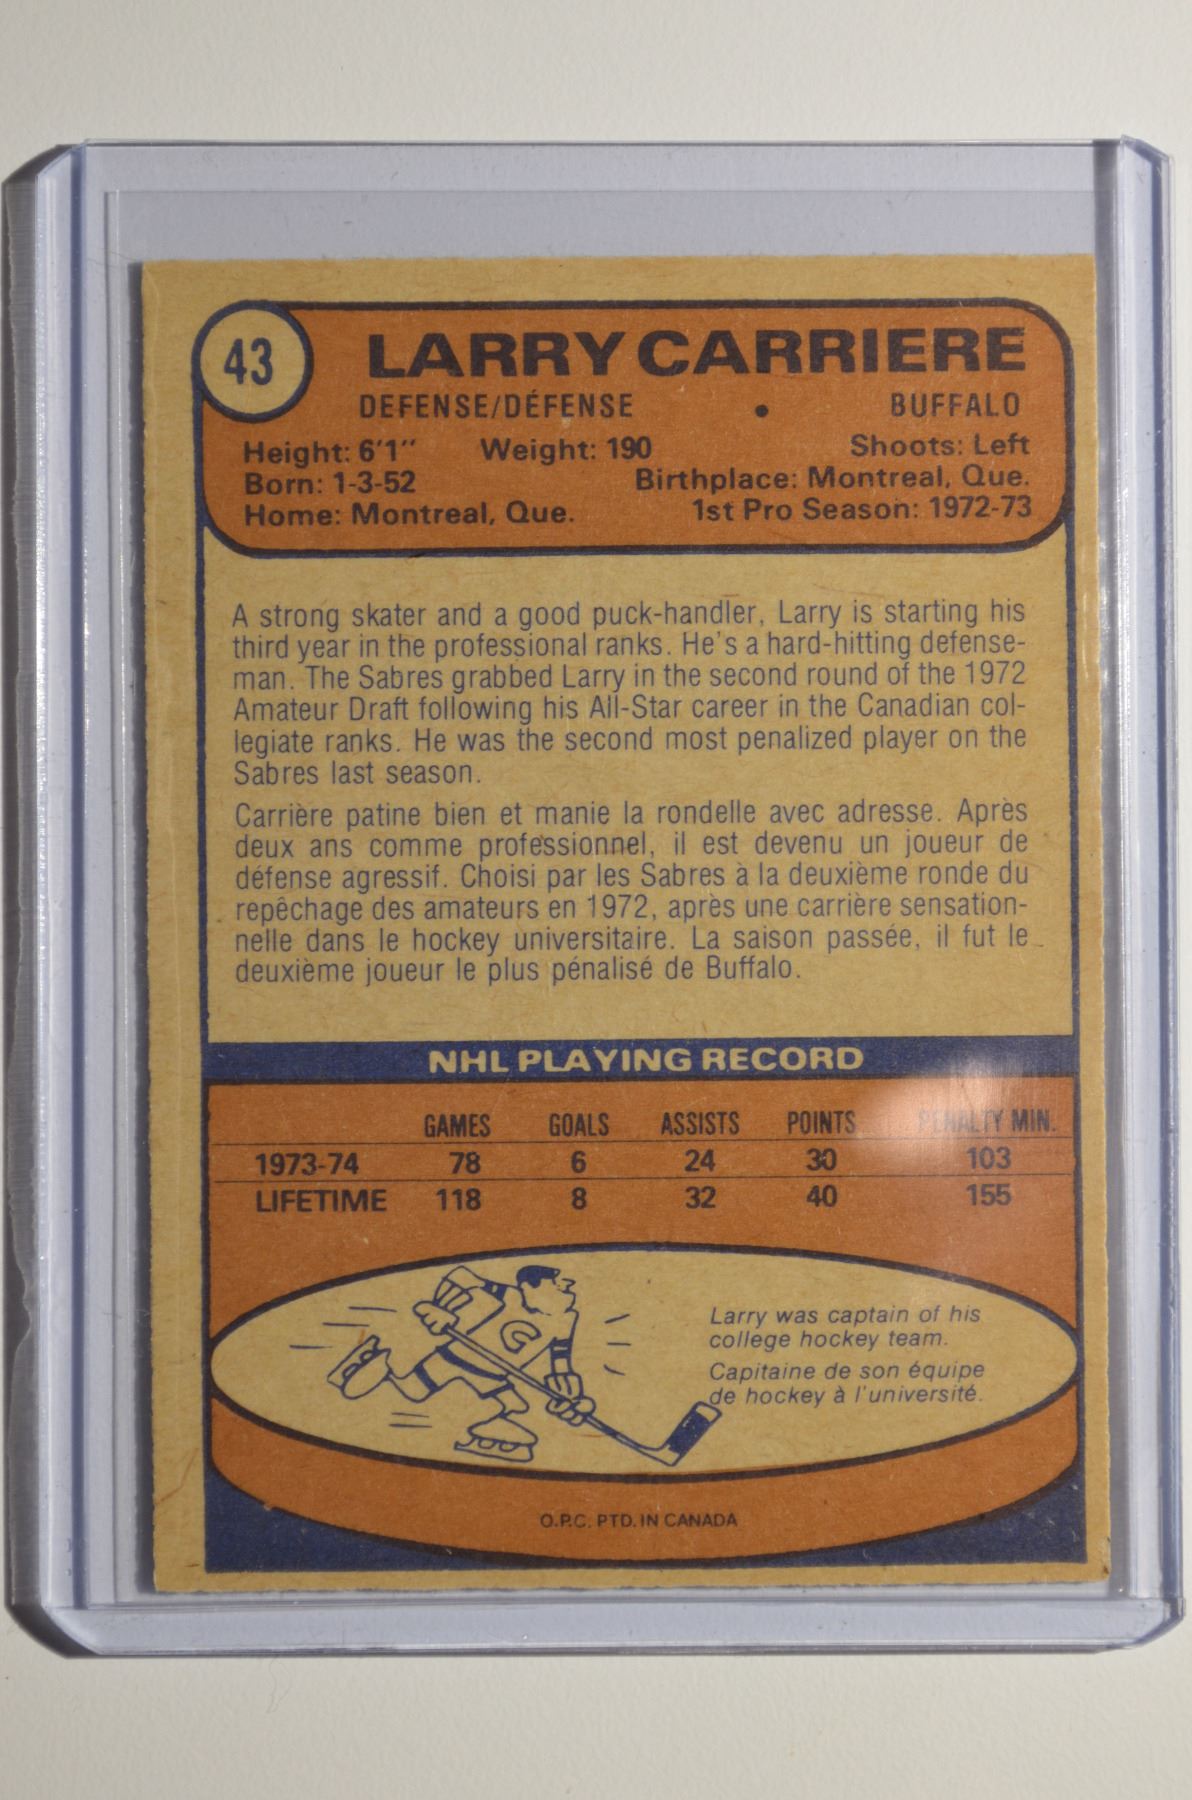 43
LARRY CARRIERE
DEFENSE/DÉFENSE • BUFFALO
Height: 6'1" Weight: 190 Shoots: Left
Born: 1-3-52 Birthplace: Montreal, Que.
Home: Montreal, Que. 1st Pro Season: 1972-73
A strong skater and a good puck-handler, Larry is starting his
third year in the professional ranks. He's a hard-hitting defense-
man. The Sabres grabbed Larry in the second round of the 1972
Amateur Draft following his All-Star career in the Canadian col-
legiate ranks. He was the second most penalized player on the
Sabres last season.
Carrière patine bien et manie la rondelle avec adresse. Après
deux ans comme professionnel, il est devenu un joueur de
défense agressif. Choisi par les Sabres à la deuxième ronde du
repêchage des amateurs en 1972, après une carrière sensation-
nelle dans le hockey universitaire. La saison passée, il fut le
deuxième joueur le plus pénalisé de Buffalo.
NHL PLAYING RECORD
GAMES GOALS ASSISTS POINTS PENALTY MIN.
1973-74 78 6 24 30 103
LIFETIME 118 8 32 40 155
C
Larry was captain of his
college hockey team.
Capitaine de son équipe
de hockey à l'université.
O.P.C. PTD. IN CANADA